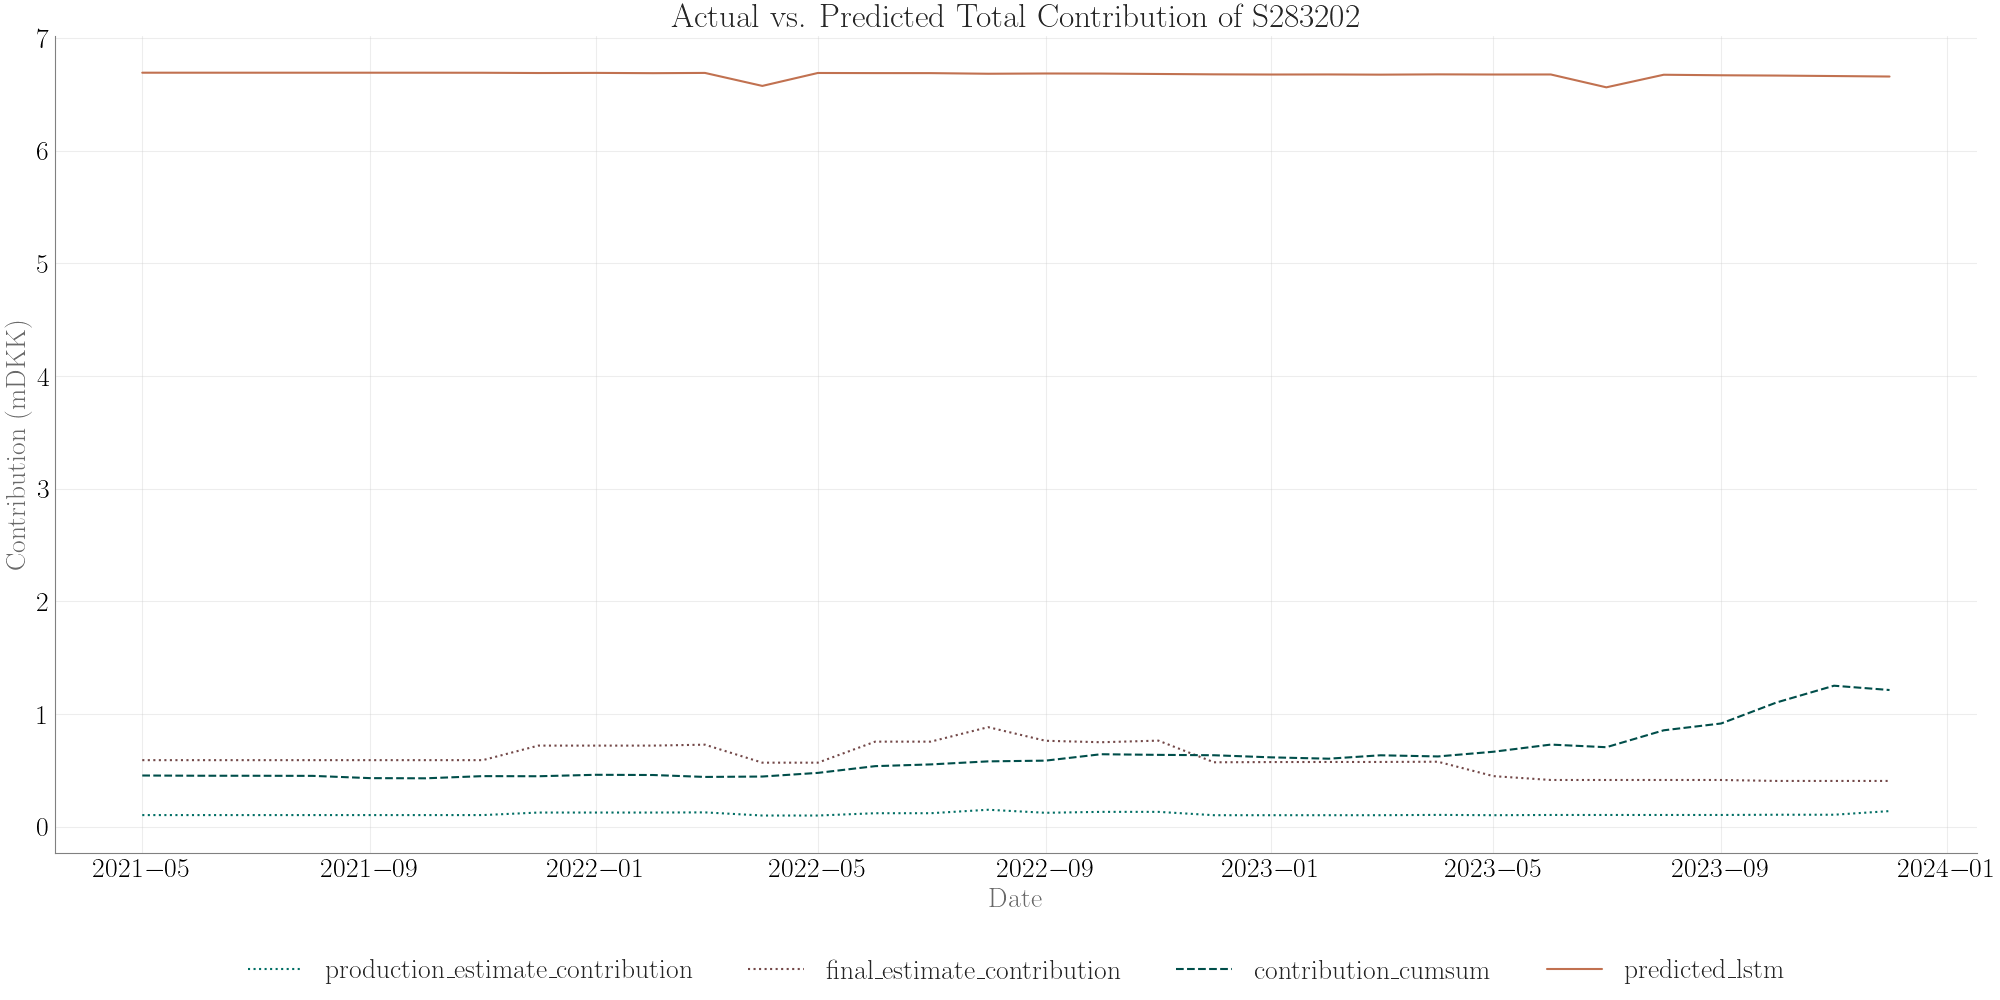 Actual vs. Predicted Total Contribution of S283202
7
6
5
4
3
2
1
0
Contribution (mDKK)
2021−05 2021−09 2022−01 2022−05 2022−09 2023−01 2023−05 2023−09 2024−01
Date
production_estimate_contribution final_estimate_contribution contribution_cumsum predicted_lstm